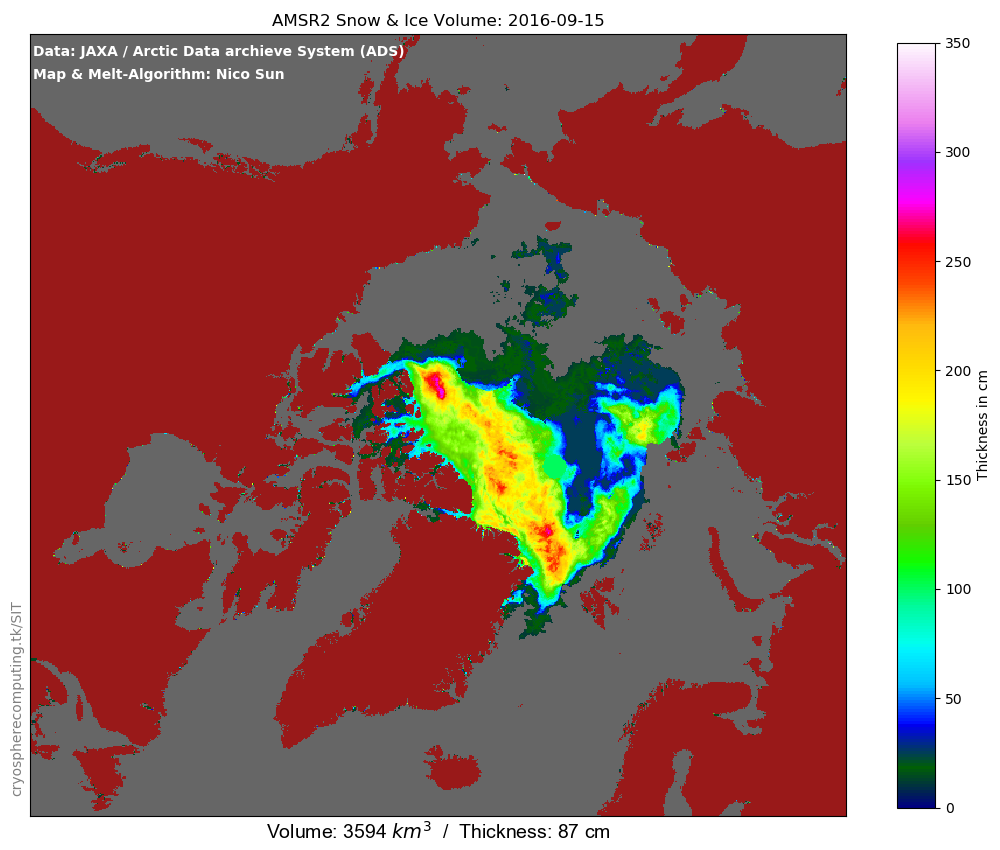 AMSR2 Snow & Ice Volume: 2016-09-15
Data: JAXA / Arctic Data archieve System (ADS)
Map & Melt-Algorithm: Nico Sun
350
300
250
200
150
100
50
0
Thickness in cm
cryospherecomputing.tk/SIT
Volume: 3594 km³ / Thickness: 87 cm